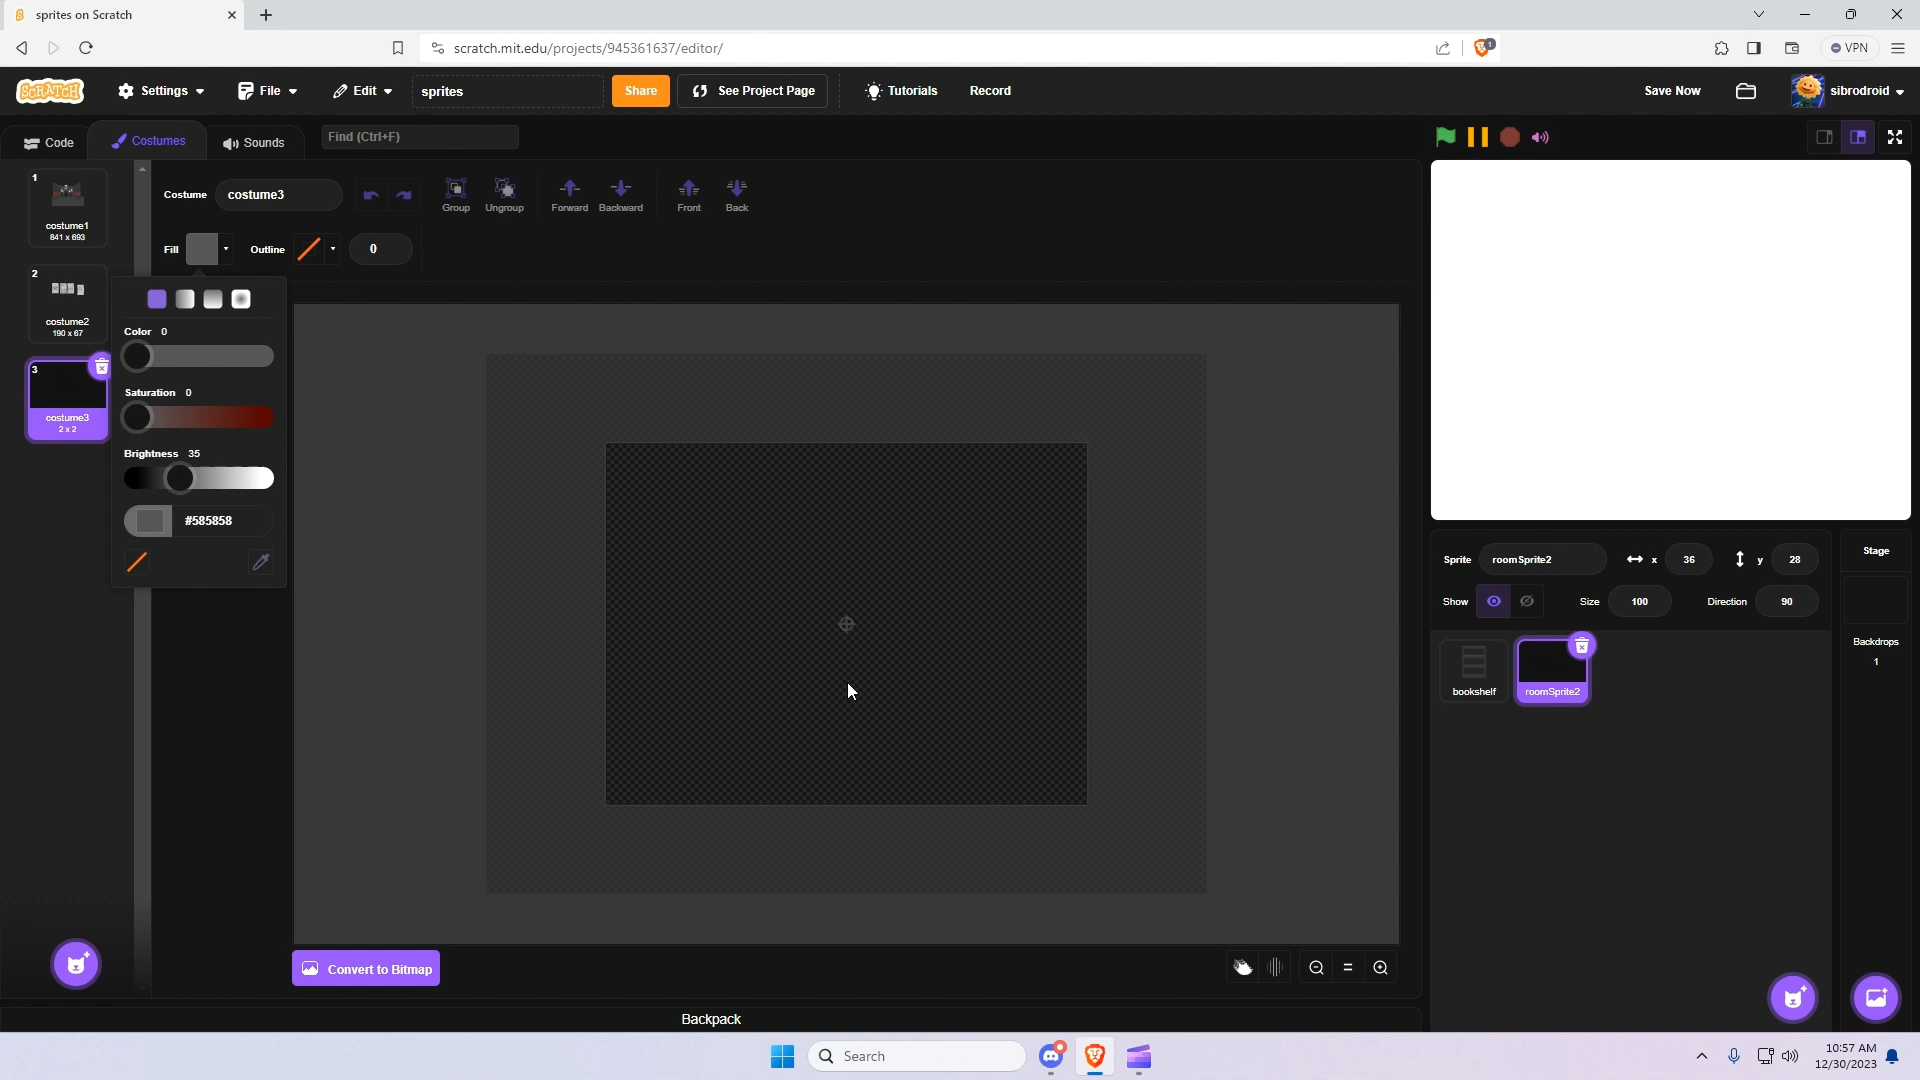 sprites on Scratch
scratch.mit.edu/projects/945361637/editor/
1
VPN
SCRATCH
Settings
File
Edit
sprites
Share
See Project Page
Tutorials
Record
Save Now
sibrodroid
Code
Costumes
Sounds
Find (Ctrl+F)
1
costume1
841 x 693
2
costume2
190 x 67
3
costume3
2 x 2
Costume
costume3
Group
Ungroup
Forward
Backward
Front
Back
Fill
Outline
0
Color 0
Saturation 0
Brightness 35
#585858
Convert to Bitmap
Backpack
Sprite
roomSprite2
x
36
y
28
Show
Size
100
Direction
90
bookshelf
roomSprite2
Stage
Backdrops
1
Search
10:57 AM
12/30/2023